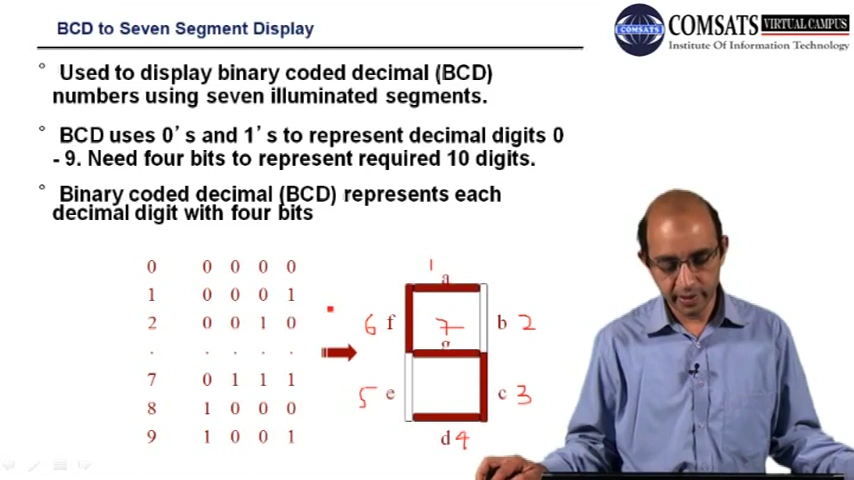 BCD to Seven Segment Display
COMSATS VIRTUAL CAMPUS
Institute Of Information Technology
° Used to display binary coded decimal (BCD)
numbers using seven illuminated segments.
° BCD uses 0's and 1's to represent decimal digits 0
- 9. Need four bits to represent required 10 digits.
° Binary coded decimal (BCD) represents each
decimal digit with four bits
0 0 0 0 0
1 0 0 0 1
2 0 0 1 0
. . . . .
7 0 1 1 1
8 1 0 0 0
9 1 0 0 1
1
a
6 f 7 b 2
g
5 e c 3
d 4